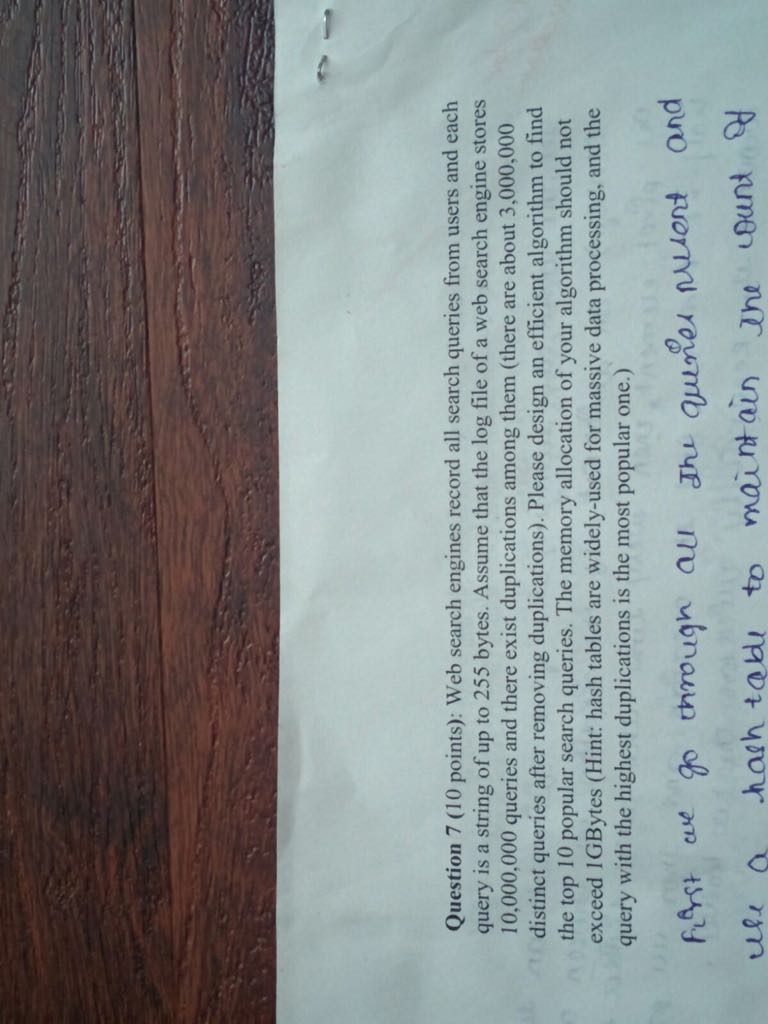 Question 7 (10 points): Web search engines record all search queries from users and each
query is a string of up to 255 bytes. Assume that the log file of a web search engine stores
10,000,000 queries and there exist duplications among them (there are about 3,000,000
distinct queries after removing duplications). Please design an efficient algorithm to find
the top 10 popular search queries. The memory allocation of your algorithm should not
exceed 1GBytes (Hint: hash tables are widely-used for massive data processing, and the
query with the highest duplications is the most popular one.)
First we go through all the queries present and
use a hash table to maintain the count of